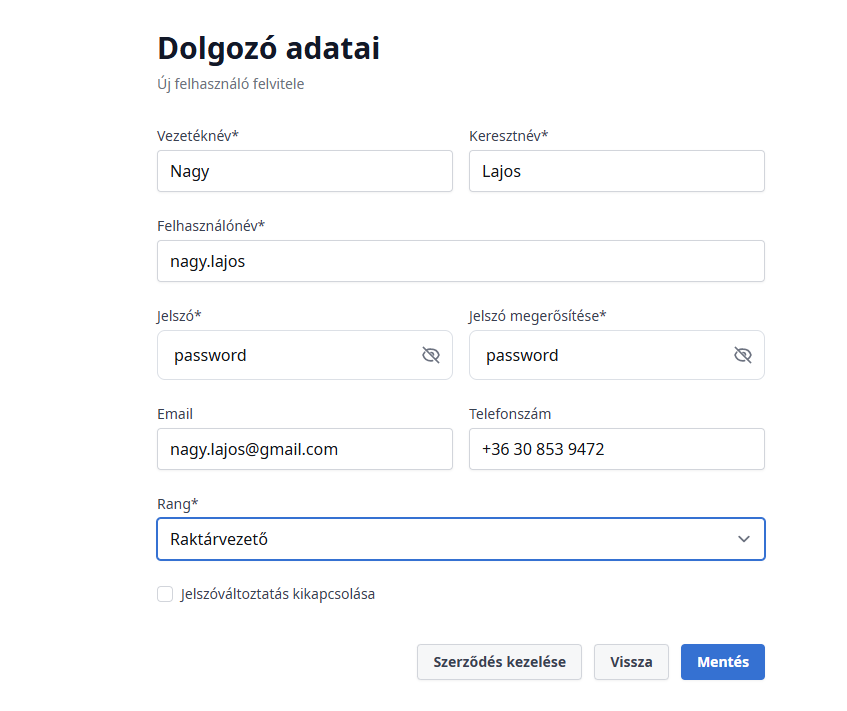 Dolgozó adatai
Új felhasználó felvitele
Vezetéknév* Keresztnév*
Nagy Lajos
Felhasználónév*
nagy.lajos
Jelszó* Jelszó megerősítése*
password password
Email Telefonszám
nagy.lajos@gmail.com +36 30 853 9472
Rang*
Raktárvezető
Jelszóváltoztatás kikapcsolása
Szerződés kezelése Vissza Mentés